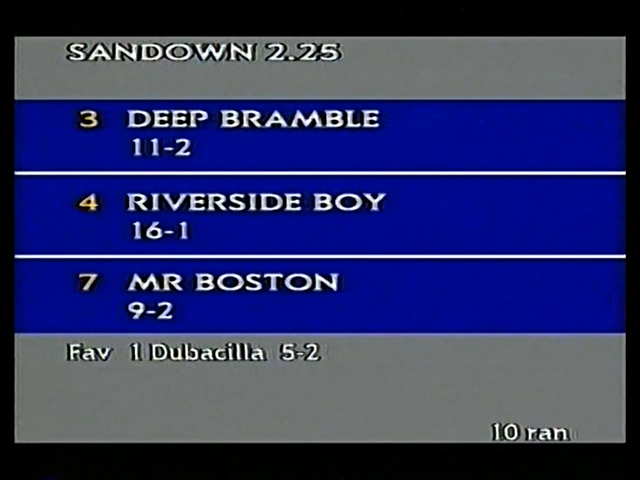 SANDOWN 2.25
3 DEEP BRAMBLE
11-2
4 RIVERSIDE BOY
16-1
7 MR BOSTON
9-2
Fav 1 Dubacilla 5-2
10 ran